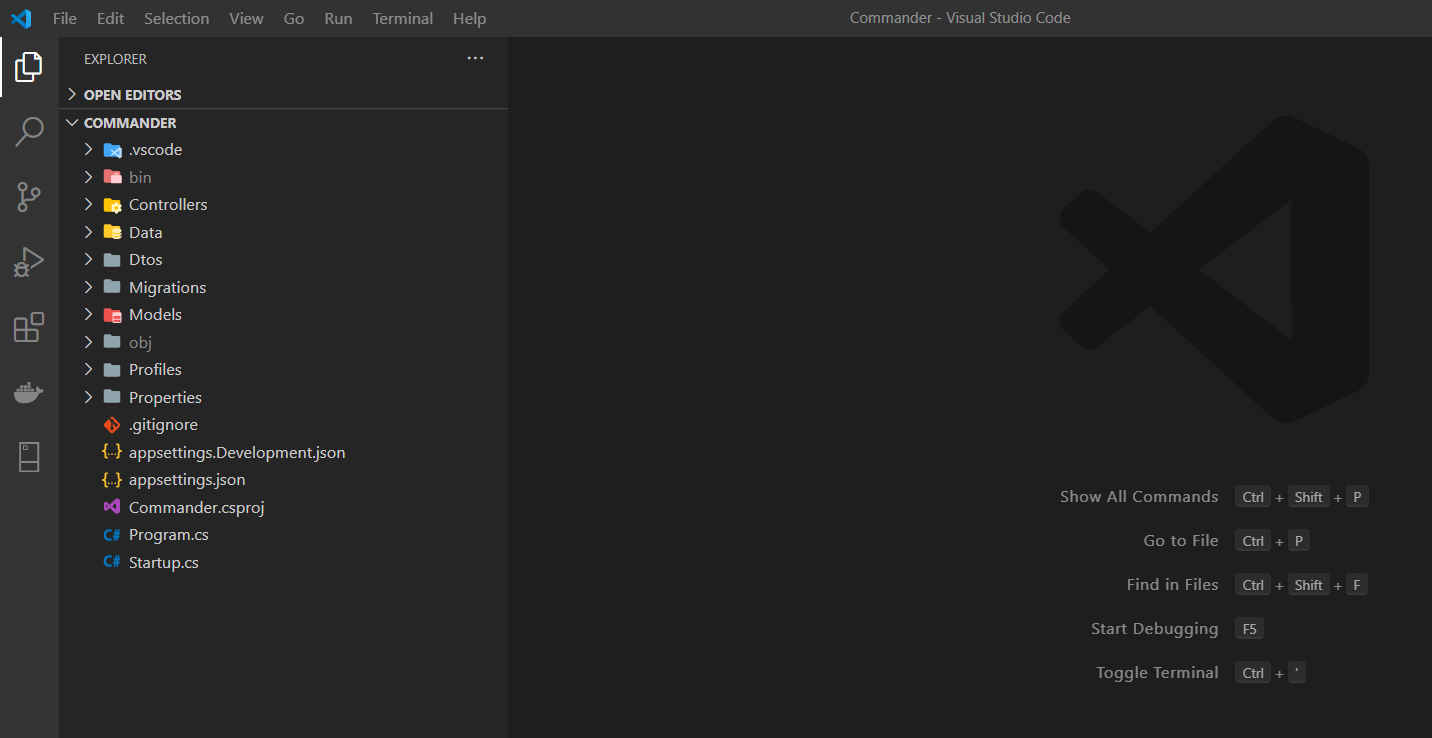 File Edit Selection View Go Run Terminal Help Commander - Visual Studio Code
EXPLORER ...
OPEN EDITORS
COMMANDER
.vscode
bin
Controllers
Data
Dtos
Migrations
Models
obj
Profiles
Properties
.gitignore
{..} appsettings.Development.json
{..} appsettings.json
Commander.csproj
C# Program.cs
C# Startup.cs
Show All Commands Ctrl + Shift + P
Go to File Ctrl + P
Find in Files Ctrl + Shift + F
Start Debugging F5
Toggle Terminal Ctrl + '